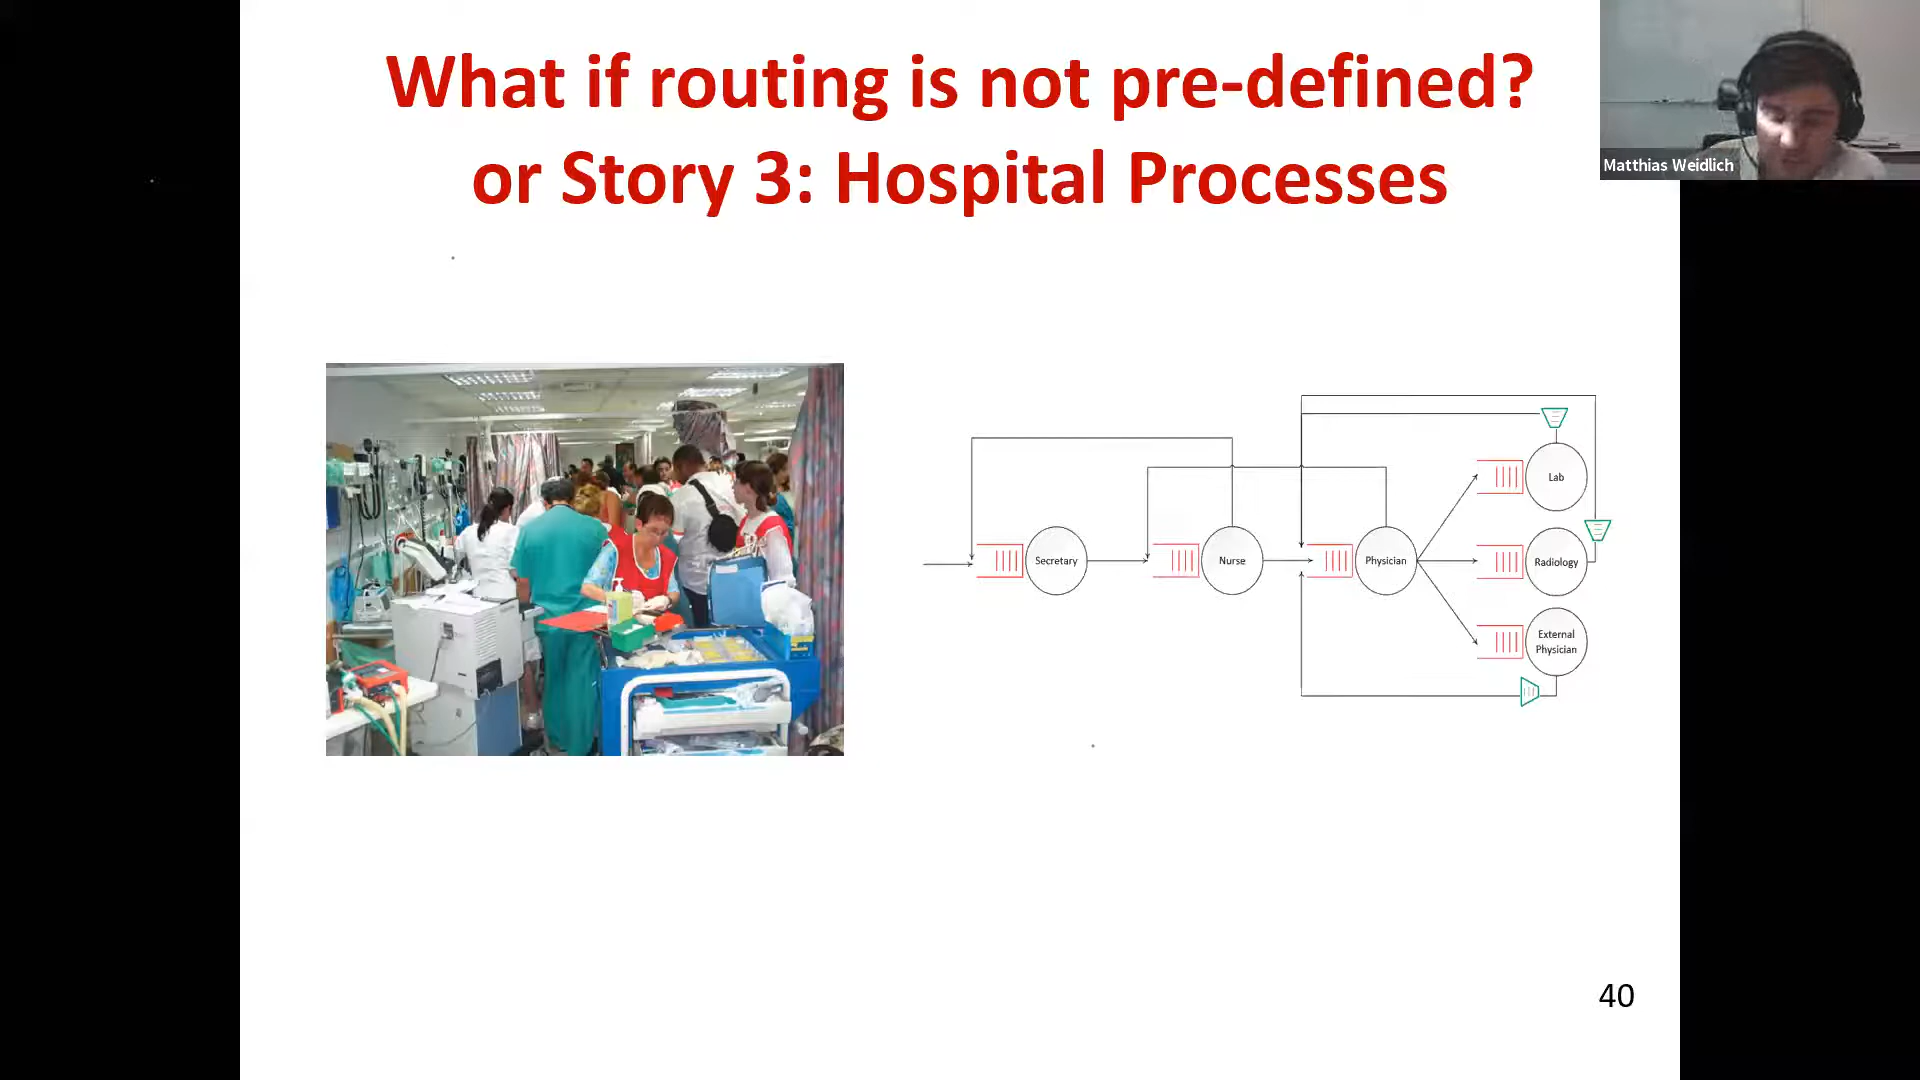 What if routing is not pre-defined?
or Story 3: Hospital Processes
Matthias Weidlich
Lab
Secretary
Nurse
Physician
Radiology
External
Physician
40